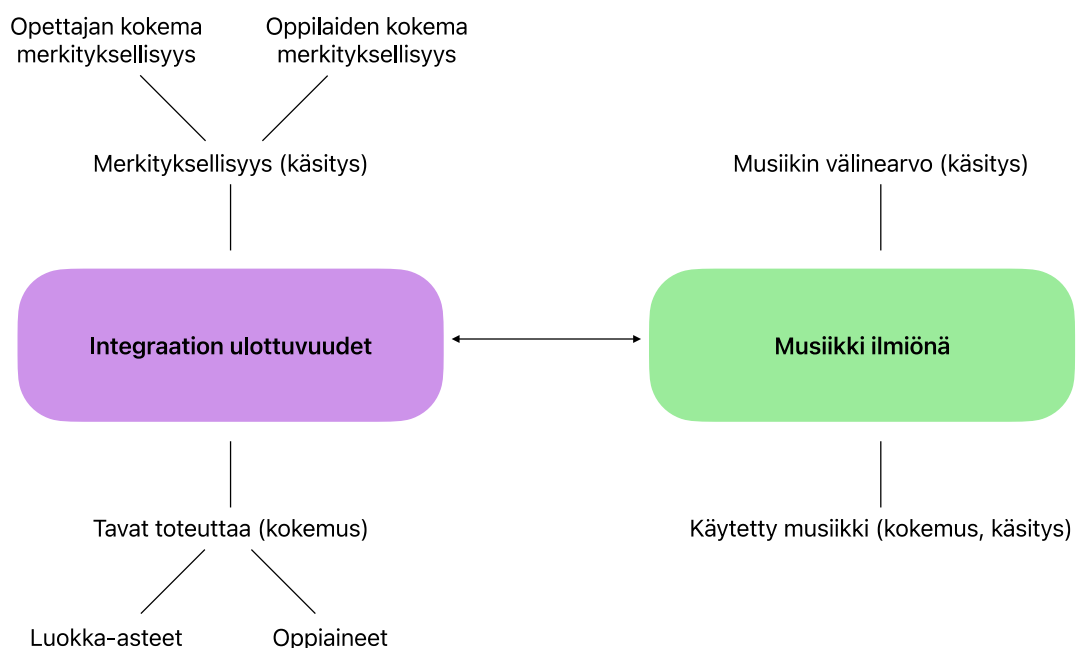 Opettajan kokema
merkityksellisyys
Oppilaiden kokema
merkityksellisyys
Merkityksellisyys (käsitys)
Musiikin välinearvo (käsitys)
Integraation ulottuvuudet
Musiikki ilmiönä
Tavat toteuttaa (kokemus)
Käytetty musiikki (kokemus, käsitys)
Luokka-asteet
Oppiaineet